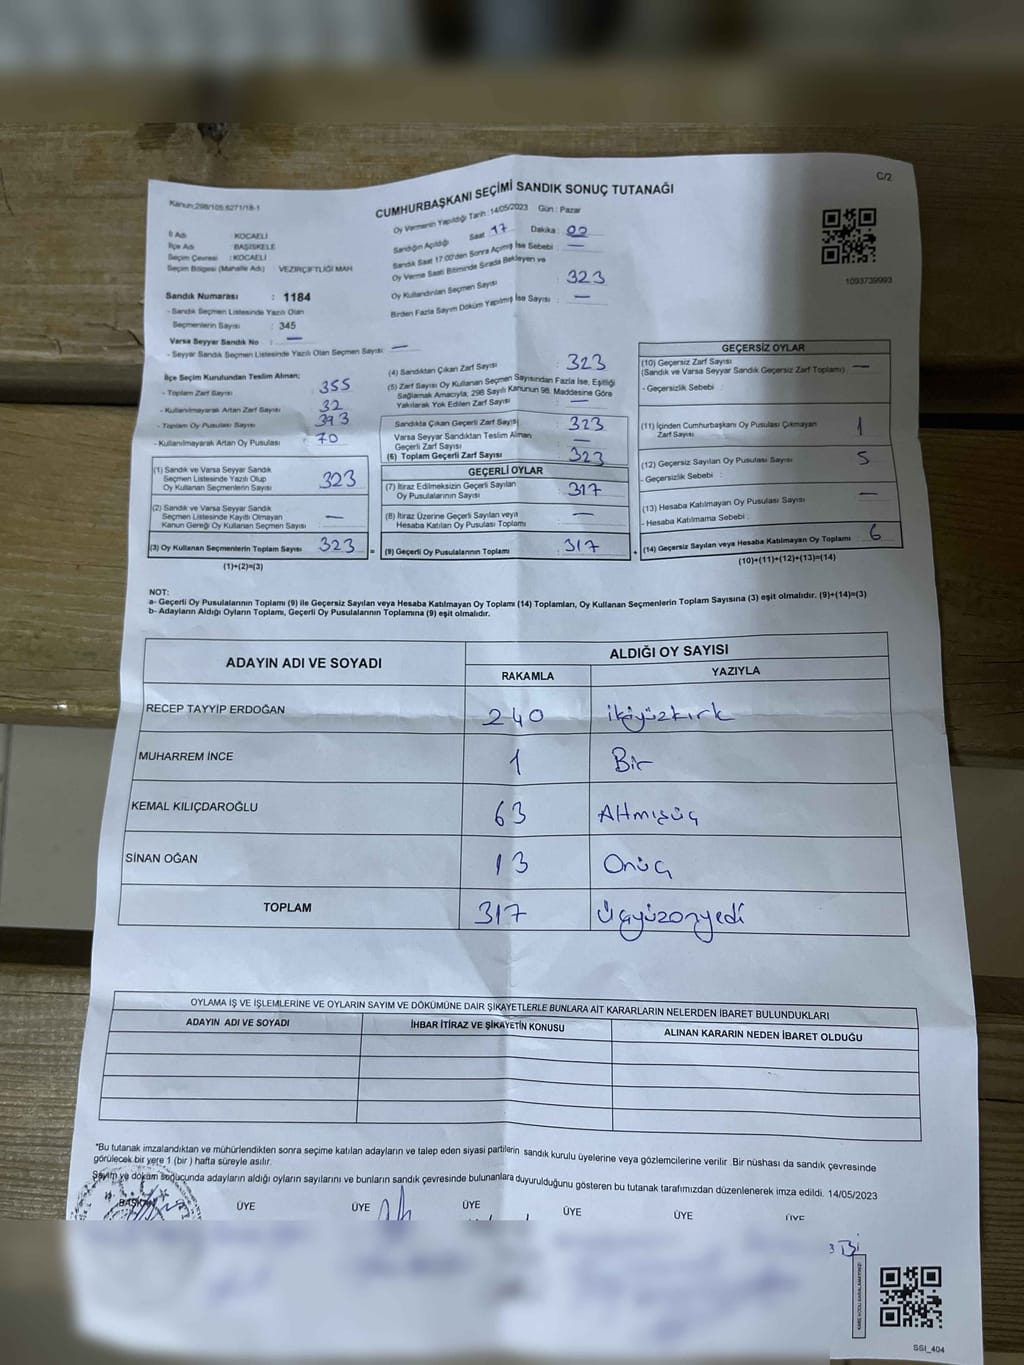 C/2
Kanun:298/105,6271/18-1
CUMHURBAŞKANI SEÇİMİ SANDIK SONUÇ TUTANAĞI
Oy Vermenin Yapıldığı Tarih : 14/05/2023 Gün : Pazar
Sandığın Açıldığı Saat 17 Dakika : 00
Sandık Saat 17:00'den Sonra Açımış İse Sebebi : —
Oy Verme Saati Bitiminde Sırada Bekleyen ve
Oy Kullandırılan Seçmen Sayısı 323
Birden Fazla Sayım Döküm Yapılmış İse Sayısı : —
1093739993
İl Adı : KOCAELİ
İlçe Adı : BAŞİSKELE
Seçim Çevresi : KOCAELİ
Seçim Bölgesi (Mahalle Adı) : VEZİRÇİFTLİĞİ MAH
Sandık Numarası : 1184
- Sandık Seçmen Listesinde Yazılı Olan
Seçmenlerin Sayısı : 345
Varsa Seyyar Sandık No : —
- Seyyar Sandık Seçmen Listesinde Yazılı Olan Seçmen Sayısı: —
İlçe Seçim Kurulundan Teslim Alınan;
- Toplam Zarf Sayısı : 355
- Kullanılmayarak Artan Zarf Sayısı : 32
- Toplam Oy Pusulası Sayısı : 393
- Kullanılmayarak Artan Oy Pusulası : 70
(1) Sandık ve Varsa Seyyar Sandık
Seçmen Listesinde Yazılı Olup
Oy Kullanan Seçmenlerin Sayısı : 323
(2) Sandık ve Varsa Seyyar Sandık
Seçmen Listesinde Kayıtlı Olmayan
Kanun Gereği Oy Kullanan Seçmen Sayısı : —
(3) Oy Kullanan Seçmenlerin Toplam Sayısı : 323 =
(1)+(2)=(3)
(4) Sandıktan Çıkan Zarf Sayısı : 323
(5) Zarf Sayısı Oy Kullanan Seçmen Sayısından Fazla İse, Eşitliği
Sağlamak Amacıyla, 298 Sayılı Kanunun 98. Maddesine Göre
Yakılarak Yok Edilen Zarf Sayısı : —
Sandıkta Çıkan Geçerli Zarf Sayısı : 323
Varsa Seyyar Sandıktan Teslim Alınan
Geçerli Zarf Sayısı : —
(6) Toplam Geçerli Zarf Sayısı : 323
GEÇERLİ OYLAR
(7) İtiraz Edilmeksizin Geçerli Sayılan
Oy Pusulalarının Sayısı : 317
(8) İtiraz Üzerine Geçerli Sayılan veya
Hesaba Katılan Oy Pusulası Toplamı : —
(9) Geçerli Oy Pusulalarının Toplamı : 317 +
GEÇERSİZ OYLAR
(10) Geçersiz Zarf Sayısı
(Sandık ve Varsa Seyyar Sandık Geçersiz Zarf Toplamı) : —
- Geçersizlik Sebebi :
(11) İçinden Cumhurbaşkanı Oy Pusulası Çıkmayan
Zarf Sayısı : 1
(12) Geçersiz Sayılan Oy Pusulası Sayısı : 5
- Geçersizlik Sebebi :
(13) Hesaba Katılmayan Oy Pusulası Sayısı : —
- Hesaba Katılmama Sebebi :
(14) Geçersiz Sayılan veya Hesaba Katılmayan Oy Toplamı : 6
(10)+(11)+(12)+(13)=(14)
NOT:
a- Geçerli Oy Pusulalarının Toplamı (9) ile Geçersiz Sayılan veya Hesaba Katılmayan Oy Toplamı (14) Toplamları, Oy Kullanan Seçmenlerin Toplam Sayısına (3) eşit olmalıdır. (9)+(14)=(3)
b- Adayların Aldığı Oyların Toplamı, Geçerli Oy Pusulalarının Toplamına (9) eşit olmalıdır.
ADAYIN ADI VE SOYADI ALDIĞI OY SAYISI
RAKAMLA YAZIYLA
RECEP TAYYİP ERDOĞAN 240 ikiyüzkırk
MUHARREM İNCE 1 Bir
KEMAL KILIÇDAROĞLU 63 Altmışüç
SİNAN OĞAN 13 Onüç
TOPLAM 317 Üçyüzonyedi
OYLAMA İŞ VE İŞLEMLERİNE VE OYLARIN SAYIM VE DÖKÜMÜNE DAİR ŞİKAYETLERLE BUNLARA AİT KARARLARIN NELERDEN İBARET BULUNDUKLARI
ADAYIN ADI VE SOYADI İHBAR İTİRAZ VE ŞİKAYETİN KONUSU ALINAN KARARIN NEDEN İBARET OLDUĞU
*Bu tutanak imzalandıktan ve mühürlendikten sonra seçime katılan adayların ve talep eden siyasi partilerin sandık kurulu üyelerine veya gözlemcilerine verilir .Bir nüshası da sandık çevresinde
görülecek bir yere 1 (bir ) hafta süreyle asılır.
Sayım ve döküm sonucunda adayların aldığı oyların sayılarını ve bunların sandık çevresinde bulunanlara duyurulduğunu gösteren bu tutanak tarafımızdan düzenlenerek imza edildi. 14/05/2023
BAŞKAN ÜYE ÜYE ÜYE ÜYE ÜYE ÜYE
SSI_404